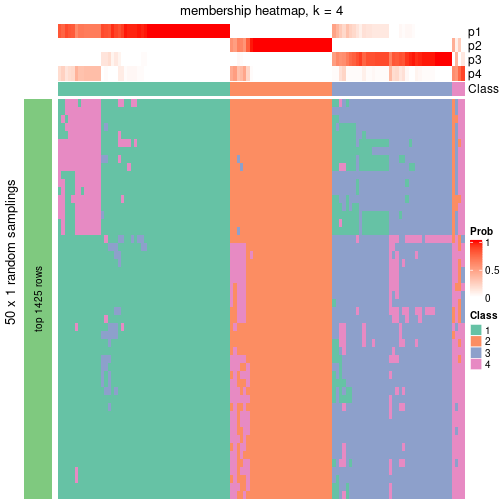 membership heatmap, k = 4
p1
p2
p3
p4
Class
50 x 1 random samplings
top 1425 rows
Prob
1
0.5
0
Class
1
2
3
4